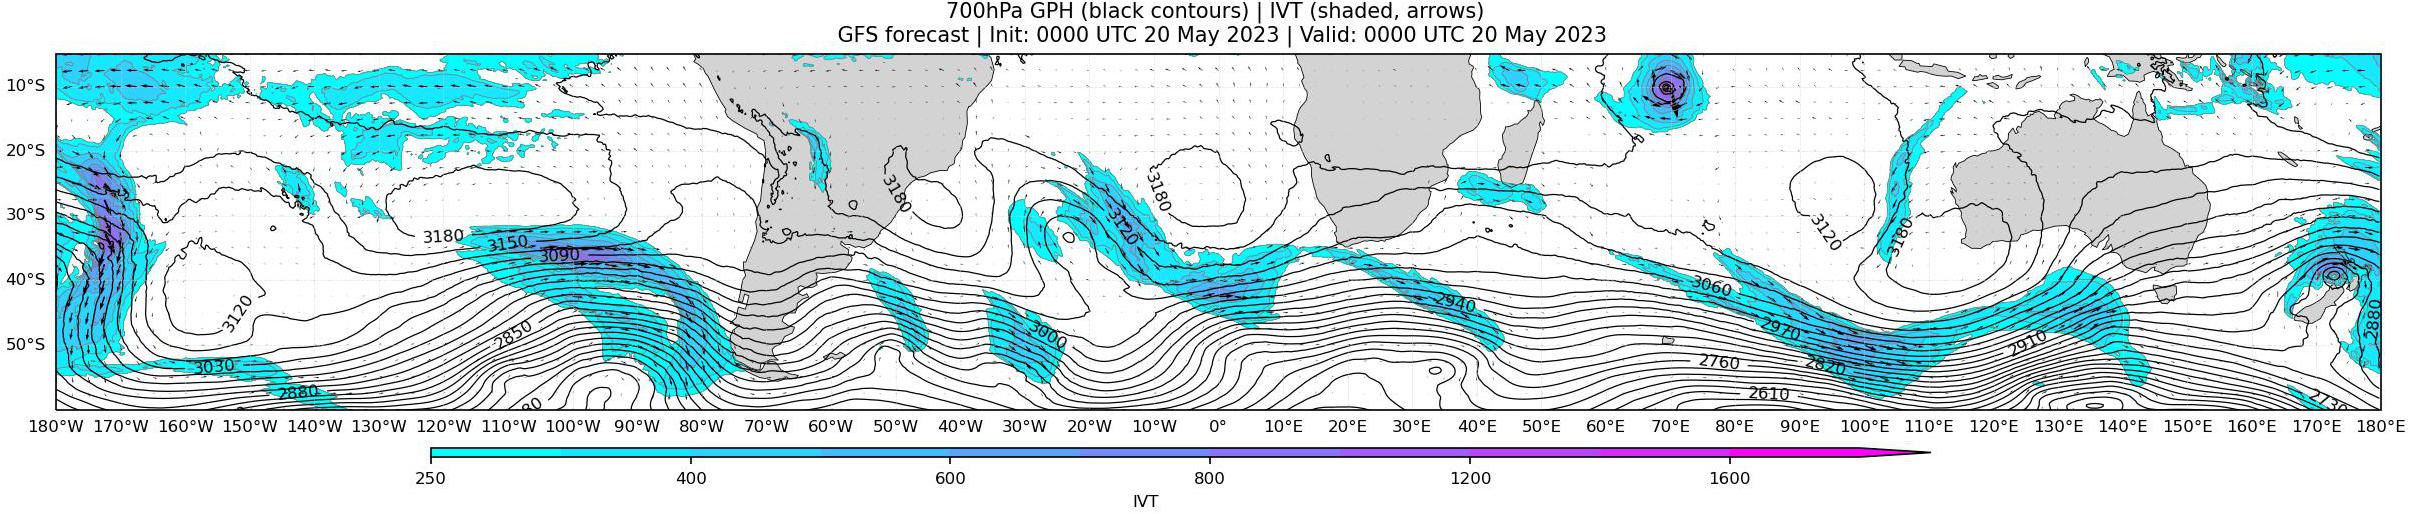 700hPa GPH (black contours) | IVT (shaded, arrows)
GFS forecast | Init: 0000 UTC 20 May 2023 | Valid: 0000 UTC 20 May 2023
10°S
20°S
30°S
40°S
50°S
3180
3150
3090
3120
3030
2880
2850
3180
3120
3180
3000
2940
3120
3180
3060
2970
2820
2760
2610
2910
2880
2730
180°W 170°W 160°W 150°W 140°W 130°W 120°W 110°W 100°W 90°W 80°W 70°W 60°W 50°W 40°W 30°W 20°W 10°W 0° 10°E 20°E 30°E 40°E 50°E 60°E 70°E 80°E 90°E 100°E 110°E 120°E 130°E 140°E 150°E 160°E 170°E 180°E
250 400 600 800 1200 1600
IVT